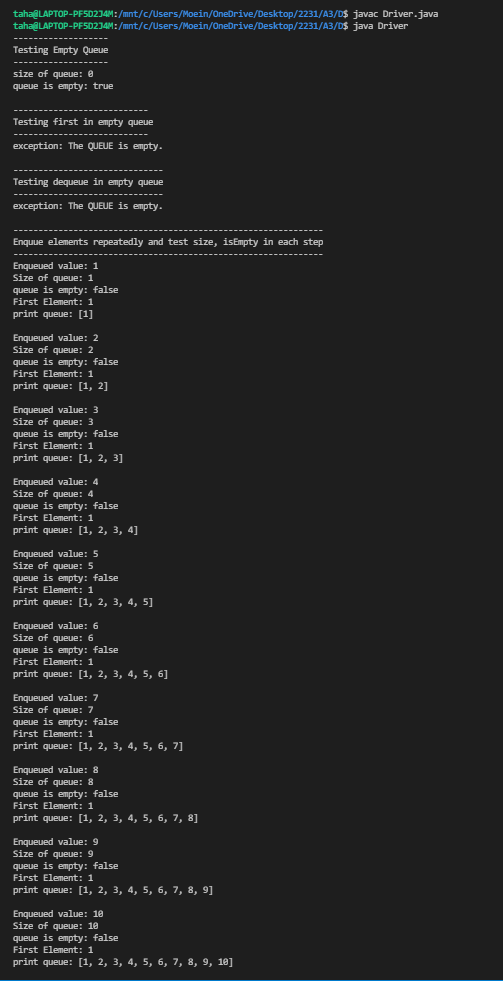 taha@LAPTOP-PF5D2J4M:/mnt/c/Users/Moein/OneDrive/Desktop/2231/A3/D$ javac Driver.java
taha@LAPTOP-PF5D2J4M:/mnt/c/Users/Moein/OneDrive/Desktop/2231/A3/D$ java Driver
-------------------
Testing Empty Queue
-------------------
size of queue: 0
queue is empty: true

---------------------------
Testing first in empty queue
---------------------------
exception: The QUEUE is empty.

------------------------------
Testing dequeue in empty queue
------------------------------
exception: The QUEUE is empty.

--------------------------------------------------------------
Enquue elements repeatedly and test size, isEmpty in each step
--------------------------------------------------------------
Enqueued value: 1
Size of queue: 1
queue is empty: false
First Element: 1
print queue: [1]

Enqueued value: 2
Size of queue: 2
queue is empty: false
First Element: 1
print queue: [1, 2]

Enqueued value: 3
Size of queue: 3
queue is empty: false
First Element: 1
print queue: [1, 2, 3]

Enqueued value: 4
Size of queue: 4
queue is empty: false
First Element: 1
print queue: [1, 2, 3, 4]

Enqueued value: 5
Size of queue: 5
queue is empty: false
First Element: 1
print queue: [1, 2, 3, 4, 5]

Enqueued value: 6
Size of queue: 6
queue is empty: false
First Element: 1
print queue: [1, 2, 3, 4, 5, 6]

Enqueued value: 7
Size of queue: 7
queue is empty: false
First Element: 1
print queue: [1, 2, 3, 4, 5, 6, 7]

Enqueued value: 8
Size of queue: 8
queue is empty: false
First Element: 1
print queue: [1, 2, 3, 4, 5, 6, 7, 8]

Enqueued value: 9
Size of queue: 9
queue is empty: false
First Element: 1
print queue: [1, 2, 3, 4, 5, 6, 7, 8, 9]

Enqueued value: 10
Size of queue: 10
queue is empty: false
First Element: 1
print queue: [1, 2, 3, 4, 5, 6, 7, 8, 9, 10]